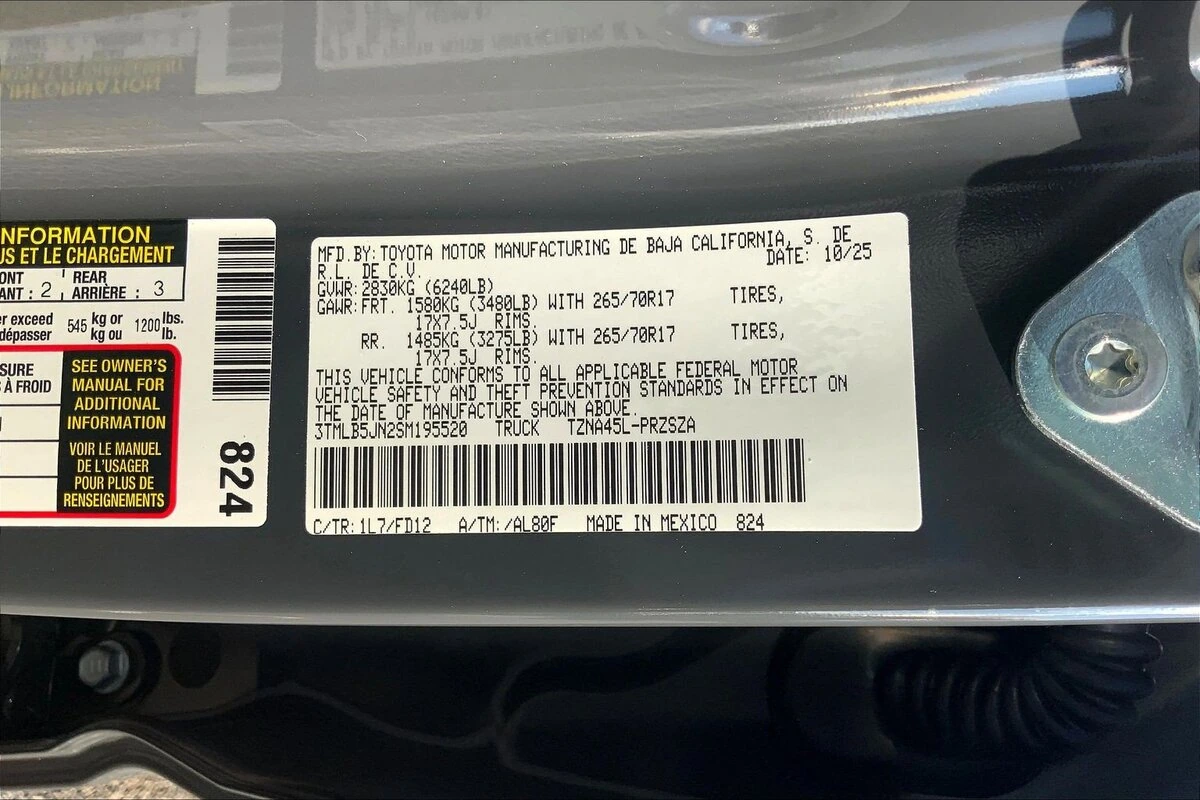 NFORMATION
US ET LE CHARGEMENT
ONT REAR
ANT : 2 ARRIÈRE : 3
er exceed 545 kg or 1200 lbs.
dépasser kg ou lb.
SURE
À FROID
SEE OWNER'S
MANUAL FOR
ADDITIONAL
INFORMATION
VOIR LE MANUEL
DE L'USAGER
POUR PLUS DE
RENSEIGNEMENTS
824
MFD.BY:TOYOTA MOTOR MANUFACTURING DE BAJA CALIFORNIA, S. DE
R.L. DE C.V. DATE: 10/25
GVWR:2830KG (6240LB)
GAWR:FRT. 1580KG (3480LB) WITH 265/70R17 TIRES,
17X7.5J RIMS.
RR. 1485KG (3275LB) WITH 265/70R17 TIRES,
17X7.5J RIMS.
THIS VEHICLE CONFORMS TO ALL APPLICABLE FEDERAL MOTOR
VEHICLE SAFETY AND THEFT PREVENTION STANDARDS IN EFFECT ON
THE DATE OF MANUFACTURE SHOWN ABOVE.
3TMLB5JN2SM195520 TRUCK TZNA45L-PRZSZA
C/TR:1L7/FD12 A/TM:/AL80F MADE IN MEXICO 824